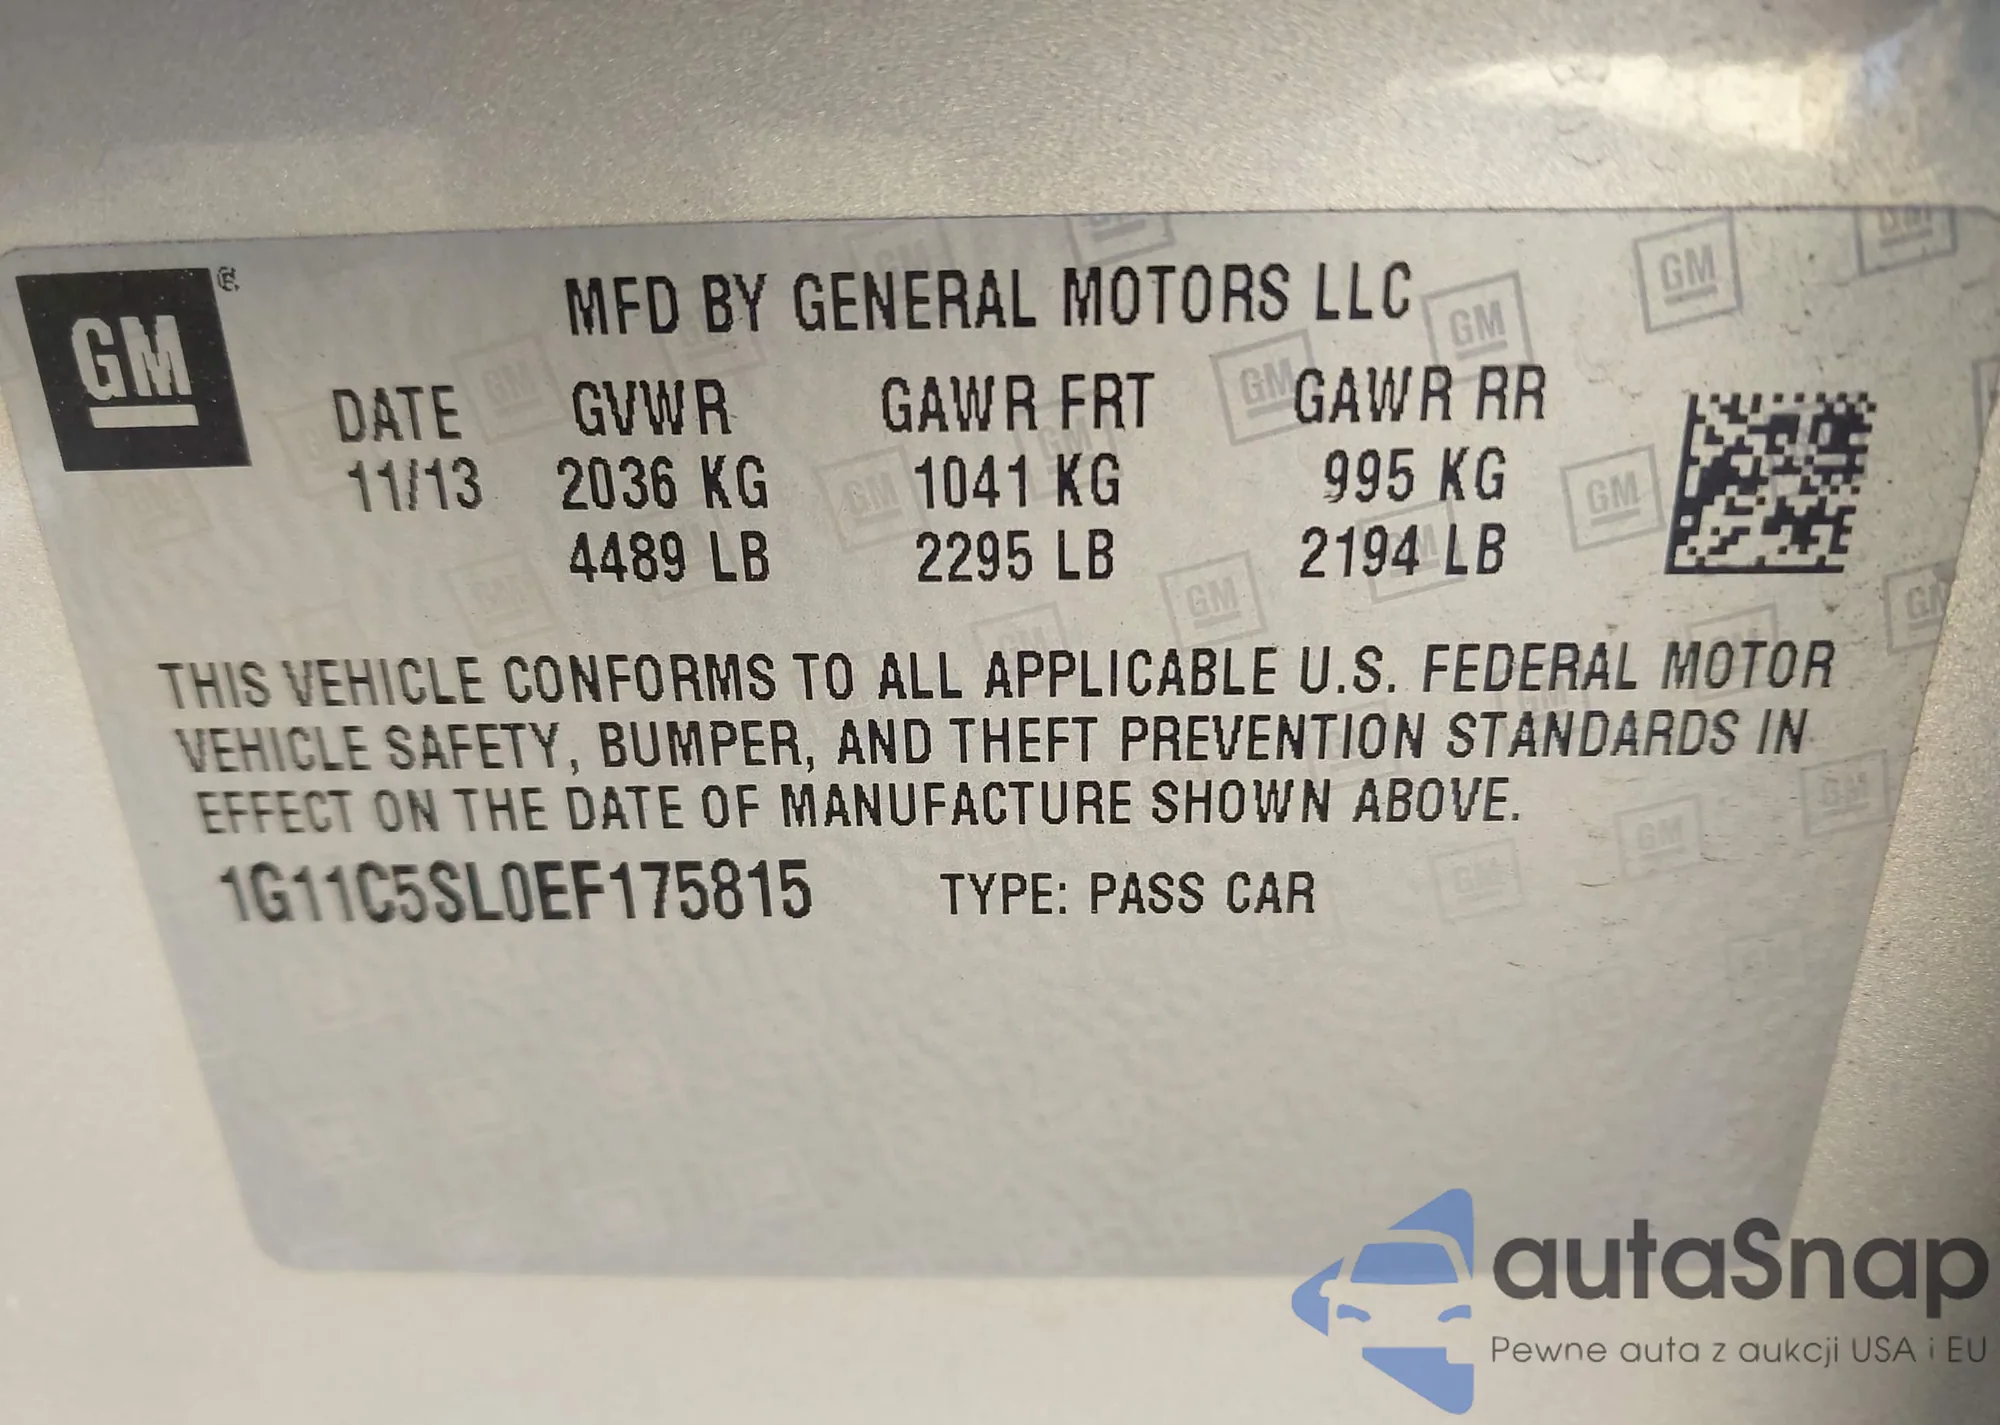 GM
MFD BY GENERAL MOTORS LLC
DATE GVWR GAWR FRT GAWR RR
11/13 2036 KG 1041 KG 995 KG
4489 LB 2295 LB 2194 LB
THIS VEHICLE CONFORMS TO ALL APPLICABLE U.S. FEDERAL MOTOR
VEHICLE SAFETY, BUMPER, AND THEFT PREVENTION STANDARDS IN
EFFECT ON THE DATE OF MANUFACTURE SHOWN ABOVE.
1G11C5SL0EF175815 TYPE: PASS CAR
autaSnap
Pewne auta z aukcji USA i EU